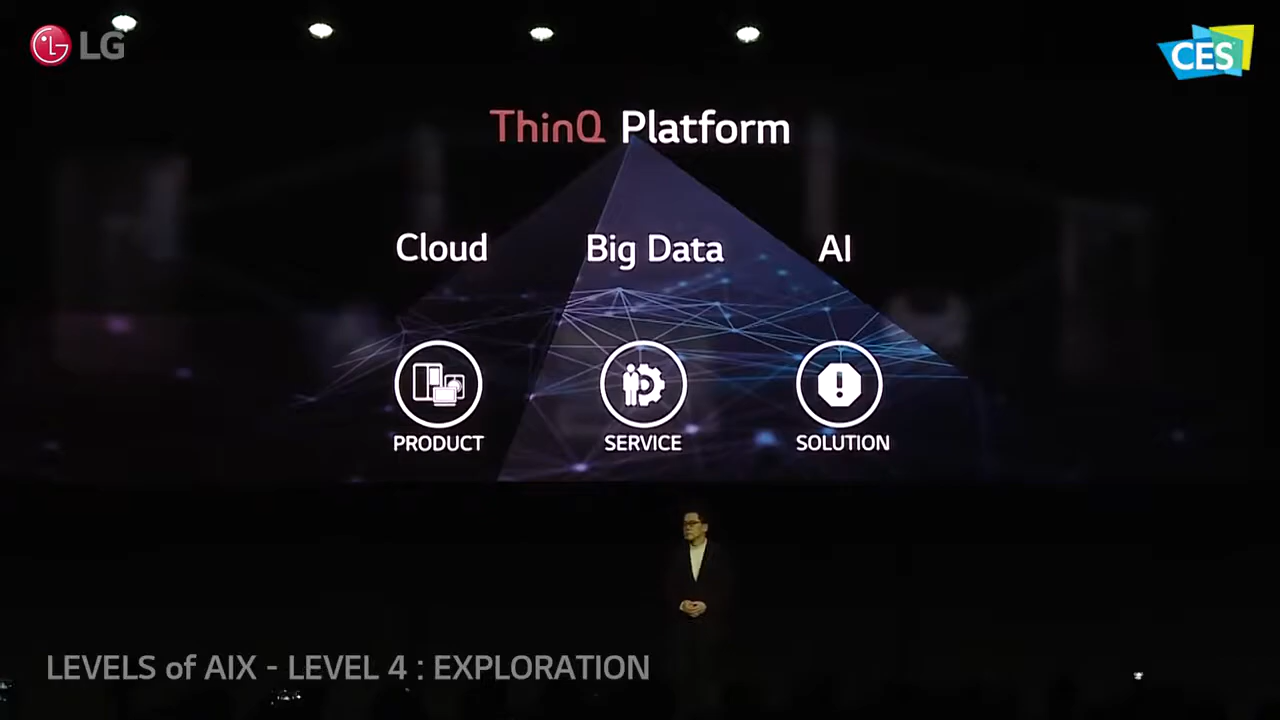 LG
CES
ThinQ Platform
Cloud
Big Data
AI
PRODUCT
SERVICE
SOLUTION
LEVELS of AIX - LEVEL 4 : EXPLORATION